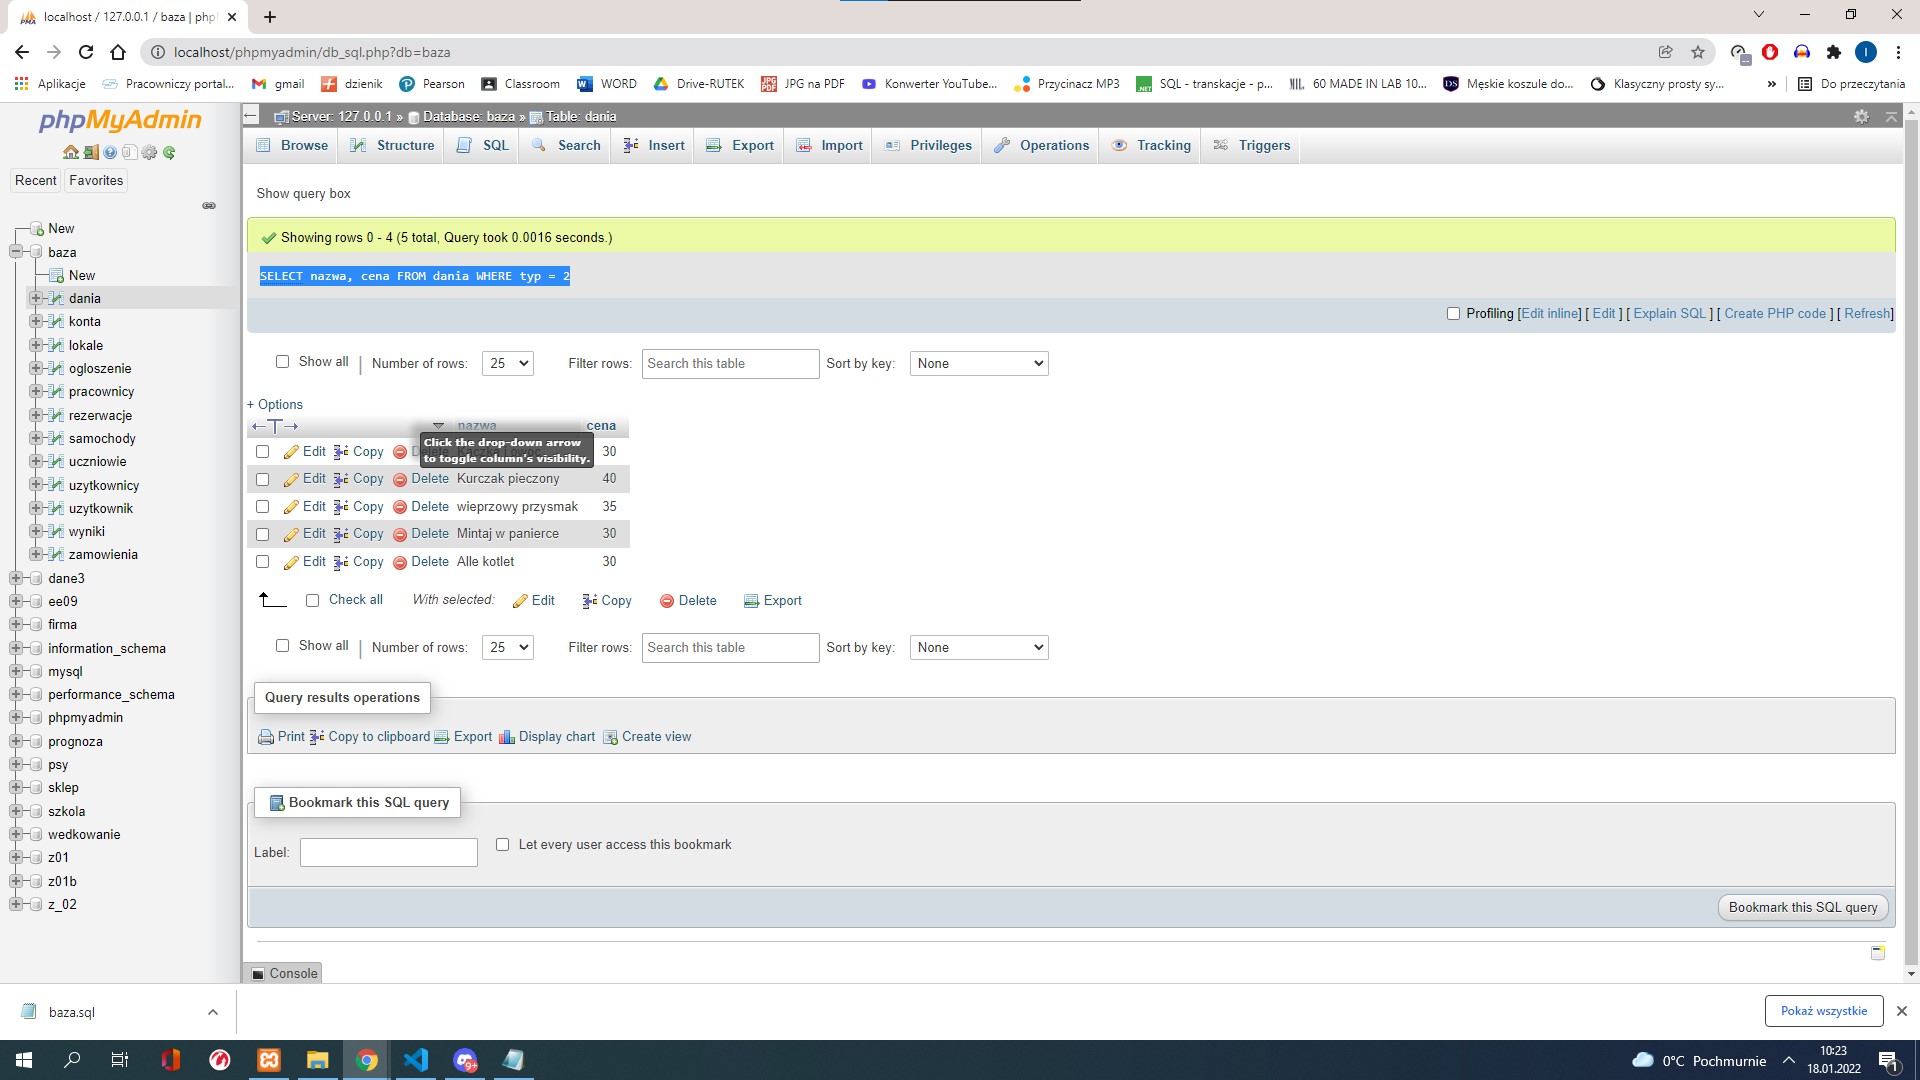 localhost / 127.0.0.1 / baza | php
localhost/phpmyadmin/db_sql.php?db=baza
Aplikacje Pracowniczy portal... gmail dzienik Pearson Classroom WORD Drive-RUTEK JPG na PDF Konwerter YouTube... Przycinacz MP3 SQL - transkacje - p... 60 MADE IN LAB 10... Męskie koszule do... Klasyczny prosty sy... » Do przeczytania
phpMyAdmin
Recent Favorites
New
baza
New
dania
konta
lokale
ogloszenie
pracownicy
rezerwacje
samochody
uczniowie
uzytkownicy
uzytkownik
wyniki
zamowienia
dane3
ee09
firma
information_schema
mysql
performance_schema
phpmyadmin
prognoza
psy
sklep
szkola
wedkowanie
z01
z01b
z_02
Server: 127.0.0.1 » Database: baza » Table: dania
Browse Structure SQL Search Insert Export Import Privileges Operations Tracking Triggers
Show query box
Showing rows 0 - 4 (5 total, Query took 0.0016 seconds.)
SELECT nazwa, cena FROM dania WHERE typ = 2
Profiling [Edit inline] [ Edit ] [ Explain SQL ] [ Create PHP code ] [ Refresh]
Show all | Number of rows: 25 Filter rows: Search this table Sort by key: None
+ Options
nazwa cena
Click the drop-down arrow
to toggle column's visibility.
Edit Copy 30
Edit Copy Delete Kurczak pieczony 40
Edit Copy Delete wieprzowy przysmak 35
Edit Copy Delete Mintaj w panierce 30
Edit Copy Delete Alle kotlet 30
Check all With selected: Edit Copy Delete Export
Show all | Number of rows: 25 Filter rows: Search this table Sort by key: None
Query results operations
Print Copy to clipboard Export Display chart Create view
Bookmark this SQL query
Label: Let every user access this bookmark
Bookmark this SQL query
Console
baza.sql
Pokaż wszystkie
0°C Pochmurnie
10:23
18.01.2022